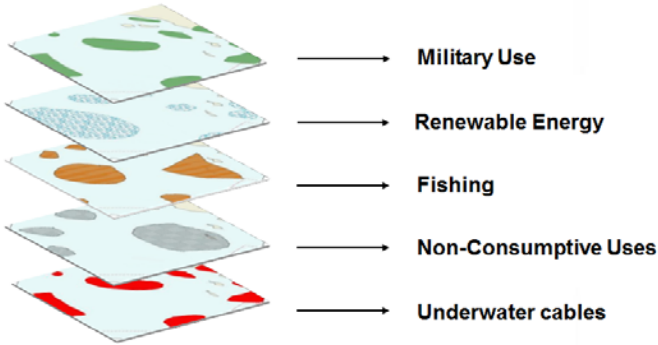 Military Use
Renewable Energy
Fishing
Non-Consumptive Uses
Underwater cables